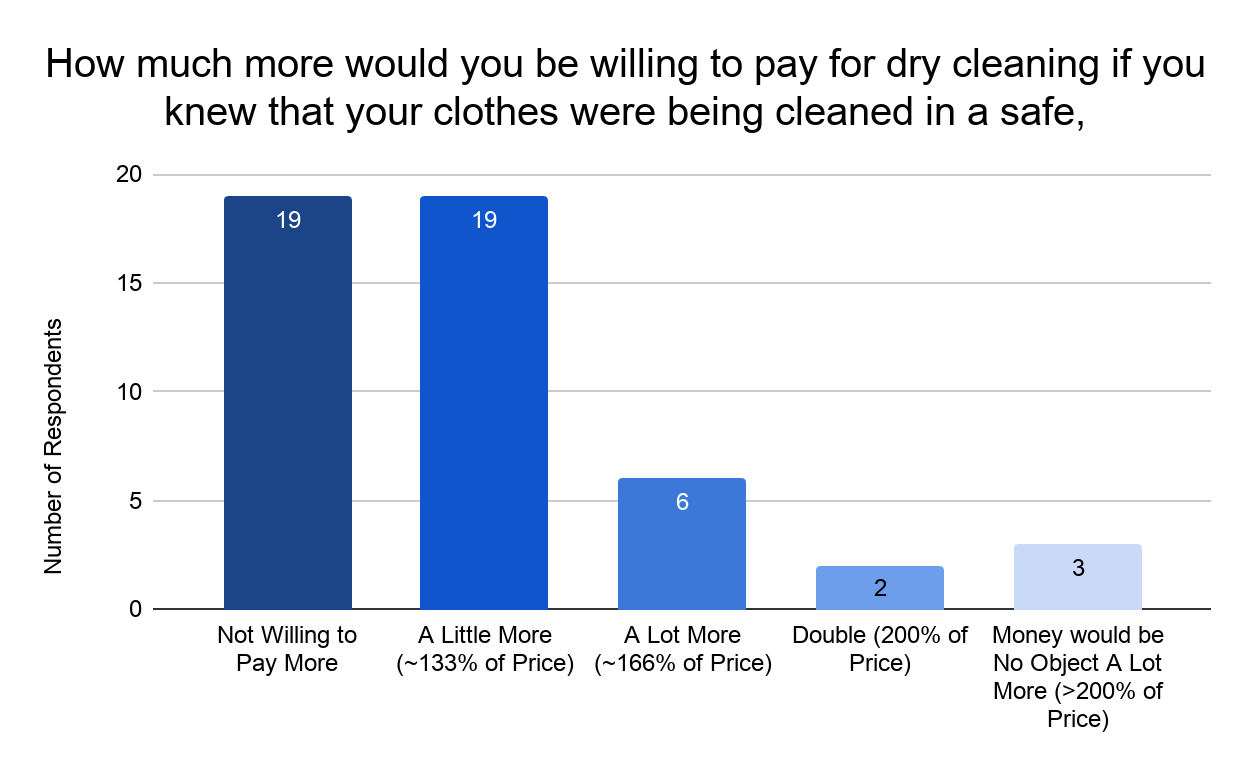 How much more would you be willing to pay for dry cleaning if you
knew that your clothes were being cleaned in a safe,
Number of Respondents
20
15
10
5
0
19
19
6
2
3
Not Willing to
Pay More
A Little More
(~133% of Price)
A Lot More
(~166% of Price)
Double (200% of
Price)
Money would be
No Object A Lot
More (>200% of
Price)